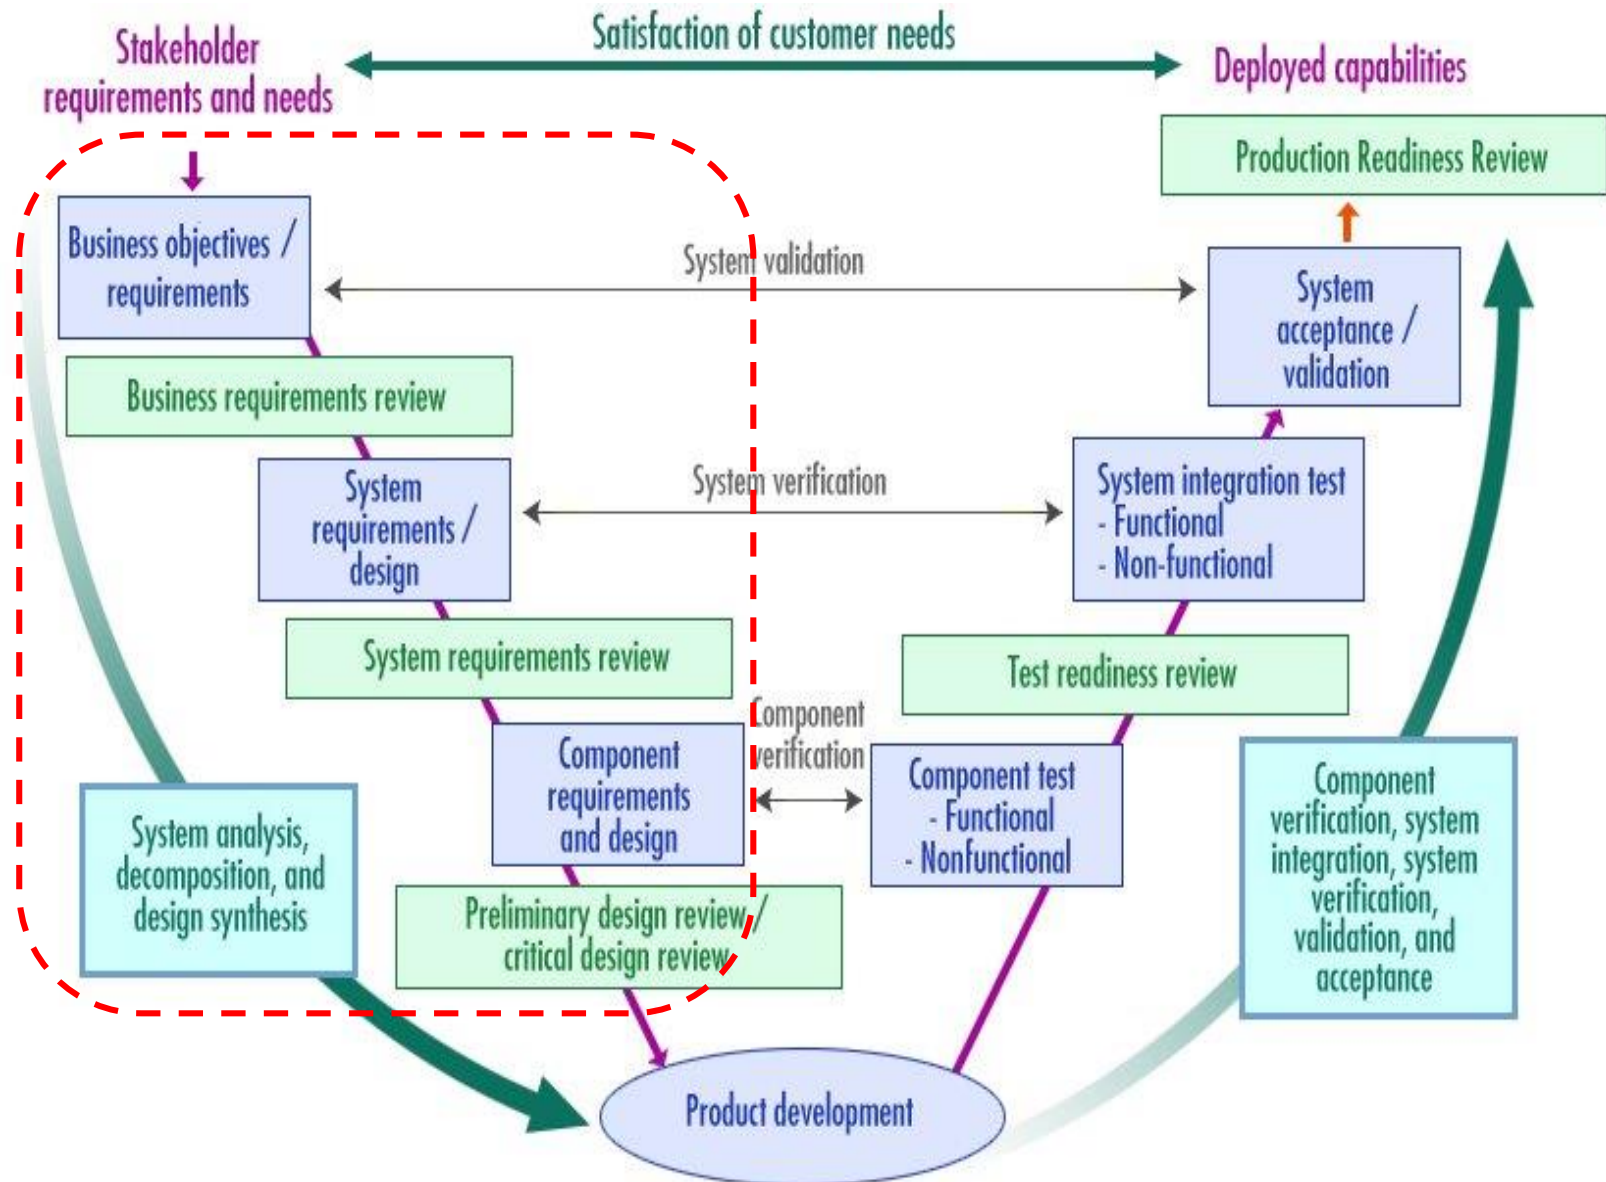 Stakeholder
requirements and needs
Satisfaction of customer needs
Deployed capabilities
Production Readiness Review
Business objectives /
requirements
System validation
System
acceptance /
validation
Business requirements review
System
requirements /
design
System verification
System integration test
- Functional
- Non-functional
System requirements review
Test readiness review
Component
verification
Component
requirements
and design
Component test
- Functional
- Nonfunctional
System analysis,
decomposition, and
design synthesis
Component
verification, system
integration, system
verification,
validation, and
acceptance
Preliminary design review /
critical design review
Product development